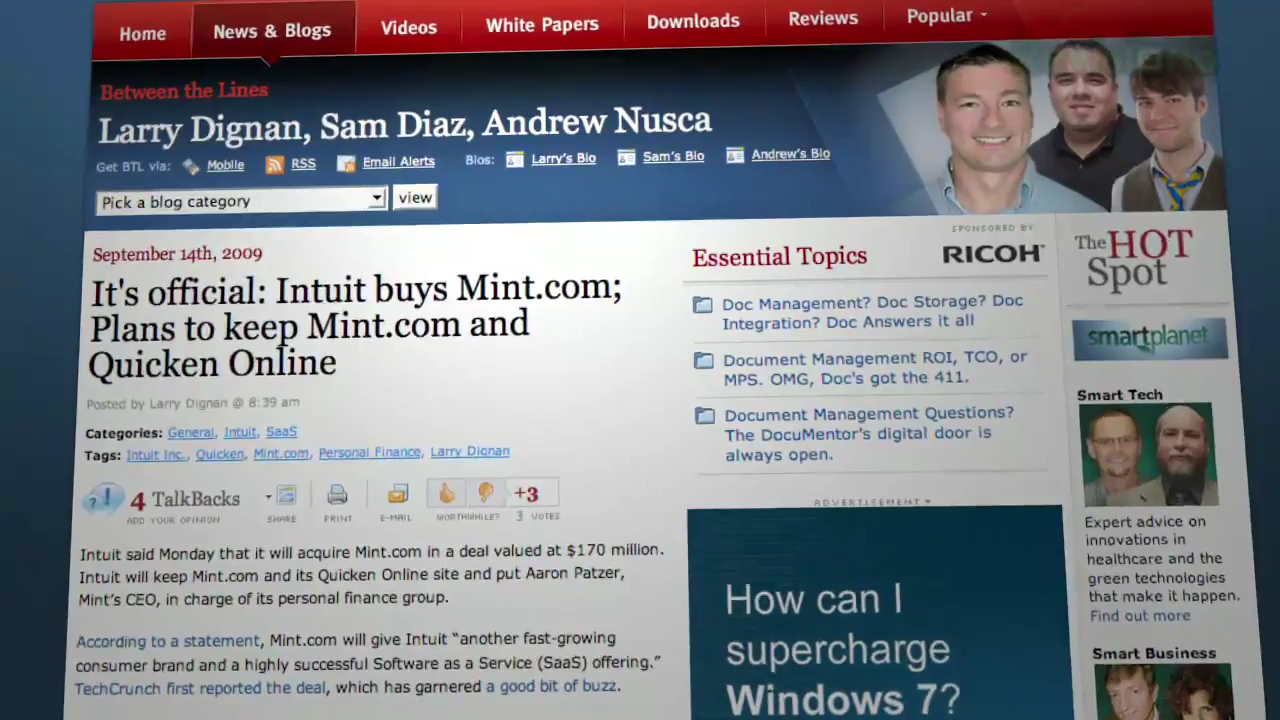 Home News & Blogs Videos White Papers Downloads Reviews Popular
Between the Lines
Larry Dignan, Sam Diaz, Andrew Nusca
Get BTL via: Mobile RSS Email Alerts Bios: Larry's Bio Sam's Bio Andrew's Bio
Pick a blog category view
September 14th, 2009
It's official: Intuit buys Mint.com;
Plans to keep Mint.com and
Quicken Online
Posted by Larry Dignan @ 8:39 am
Categories: General, Intuit, SaaS
Tags: Intuit Inc., Quicken, Mint.com, Personal Finance, Larry Dignan
4 TalkBacks
ADD YOUR OPINION
SHARE
PRINT
E-MAIL
WORTHWHILE?
+3
3 VOTES
Intuit said Monday that it will acquire Mint.com in a deal valued at $170 million.
Intuit will keep Mint.com and its Quicken Online site and put Aaron Patzer,
Mint's CEO, in charge of its personal finance group.
According to a statement, Mint.com will give Intuit "another fast-growing
consumer brand and a highly successful Software as a Service (SaaS) offering."
TechCrunch first reported the deal, which has garnered a good bit of buzz.
Essential Topics
SPONSORED BY
RICOH
Doc Management? Doc Storage? Doc
Integration? Doc Answers it all
Document Management ROI, TCO, or
MPS. OMG, Doc's got the 411.
Document Management Questions?
The DocuMentor's digital door is
always open.
ADVERTISEMENT
How can I
supercharge
Windows 7?
The HOT
Spot
smartplanet
Smart Tech
Expert advice on
innovations in
healthcare and the
green technologies
that make it happen.
Find out more
Smart Business